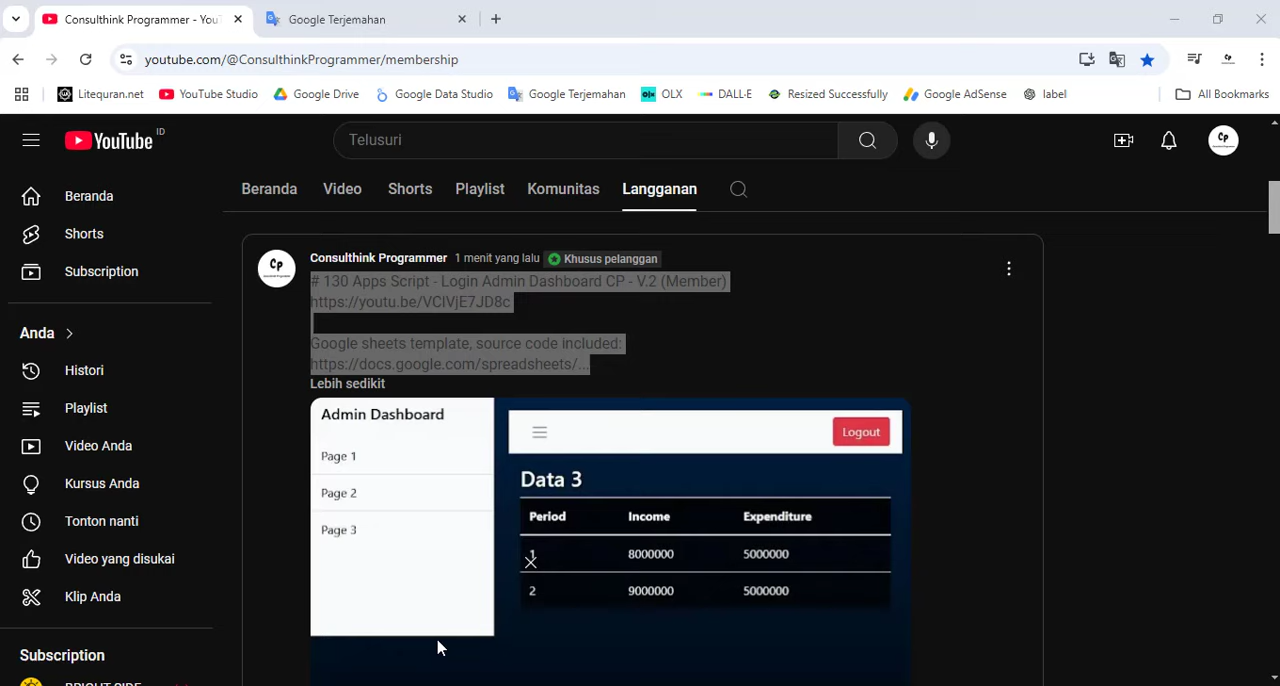 Consulthink Programmer - You
Google Terjemahan
youtube.com/@ConsulthinkProgrammer/membership
Litequran.net
YouTube Studio
Google Drive
Google Data Studio
Google Terjemahan
OLX
DALL·E
Resized Successfully
Google AdSense
label
All Bookmarks
YouTube ID
Telusuri
Cp
Beranda
Shorts
Subscription
Anda
Histori
Playlist
Video Anda
Kursus Anda
Tonton nanti
Video yang disukai
Klip Anda
Subscription
BRIGHT SIDE
Beranda
Video
Shorts
Playlist
Komunitas
Langganan
Cp
Consulthink Programmer 1 menit yang lalu Khusus pelanggan
# 130 Apps Script - Login Admin Dashboard CP - V.2 (Member)
https://youtu.be/VCIVjE7JD8c
Google sheets template, source code included:
https://docs.google.com/spreadsheets/...
Lebih sedikit
Admin Dashboard
Page 1
Page 2
Page 3
Logout
Data 3
Period Income Expenditure
1 8000000 5000000
2 9000000 5000000